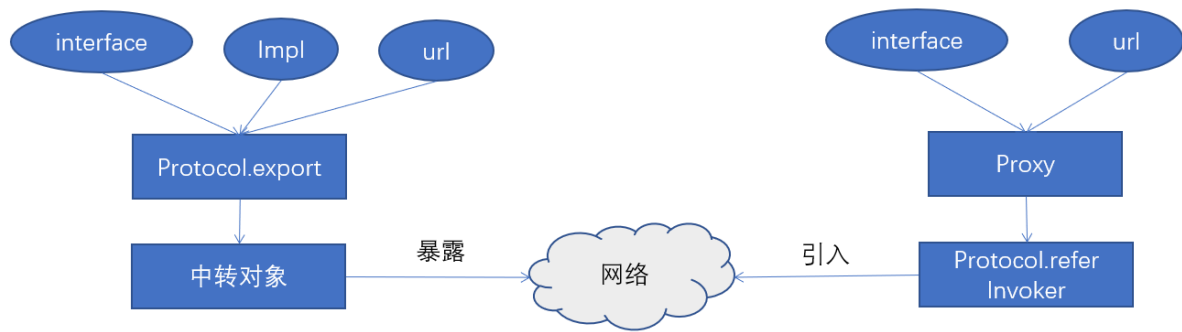 interface
Impl
url
interface
url
Protocol.export
Proxy
中转对象
暴露
网络
引入
Protocol.refer
Invoker